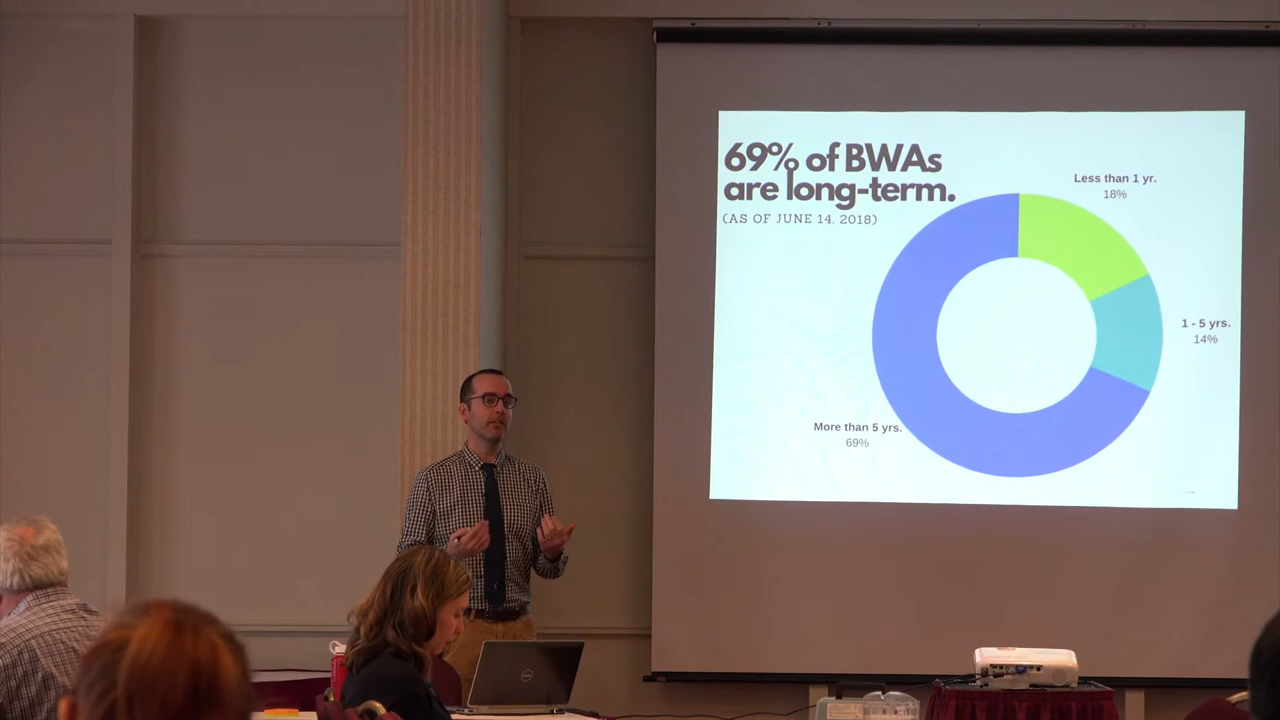 69% of BWAs
are long-term.
(AS OF JUNE 14, 2018)
Less than 1 yr.
18%
1 - 5 yrs.
14%
More than 5 yrs.
69%
DELL